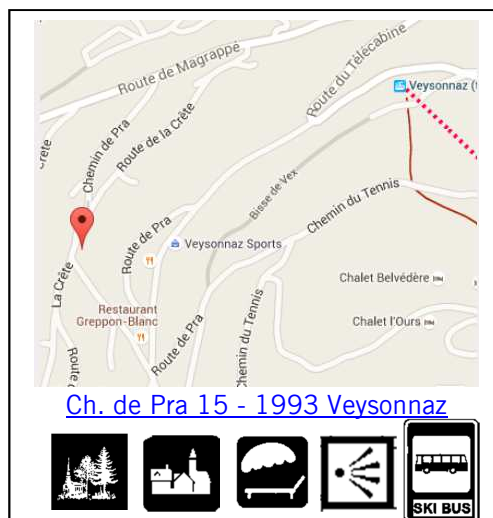 Route de Magrappé
Route du Télécabine
Veysonnaz (t
Chemin de Pra
Route de la Crête
Crete
Bisse de Vex
Chemin du Tennis
Route de Pra
Veysonnaz Sports
La Crête
Chalet Belvédère
Restaurant
Greppon-Blanc
Chalet l'Ours
Route de Pra
Chemin du Tennis
Route
Ch. de Pra 15 - 1993 Veysonnaz
SKI BUS